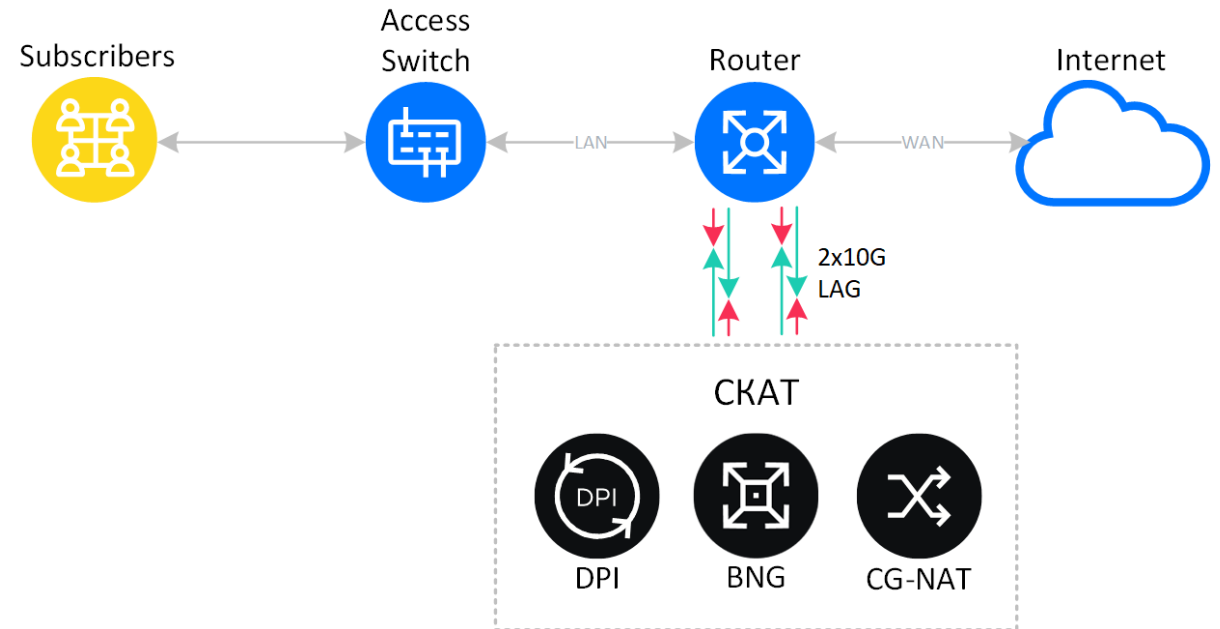 Subscribers
Access
Switch
Router
Internet
LAN
WAN
2x10G
LAG
СКАТ
DPI
DPI
BNG
CG-NAT